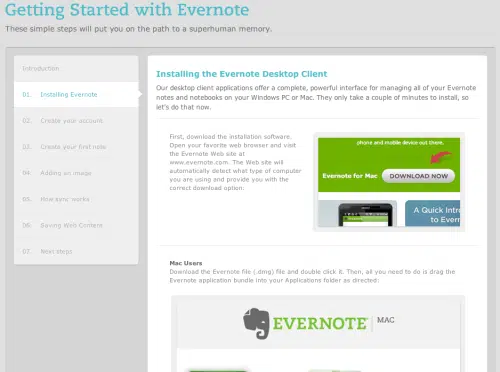 Getting Started with Evernote
These simple steps will put you on the path to a superhuman memory.
Introduction
01. Installing Evernote
02. Create your account
03. Create your first note
04. Adding an image
05. How sync works
06. Saving Web Content
07. Next steps
Installing the Evernote Desktop Client
Our desktop client applications offer a complete, powerful interface for managing all of your Evernote
notes and notebooks on your Windows PC or Mac. They only take a couple of minutes to install, so
let's do that now.
First, download the installation software.
Open your favorite web browser and visit
the Evernote Web site at
www.evernote.com. The Web site will
automatically detect what type of computer
you are using and provide you with the
correct download option:
phone and mobile device out there.
Evernote for Mac
DOWNLOAD NOW
A Quick Intro
to Evern
Mac Users
Download the Evernote file (.dmg) file and double click it. Then, all you need to do is drag the
Evernote application bundle into your Applications folder as directed:
EVERNOTE MAC